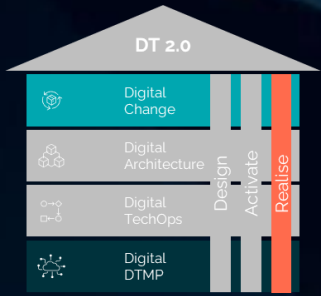 DT 2.0
Digital
Change
Digital
Architecture
Digital
TechOps
Digital
DTMP
Design
Activate
Realise